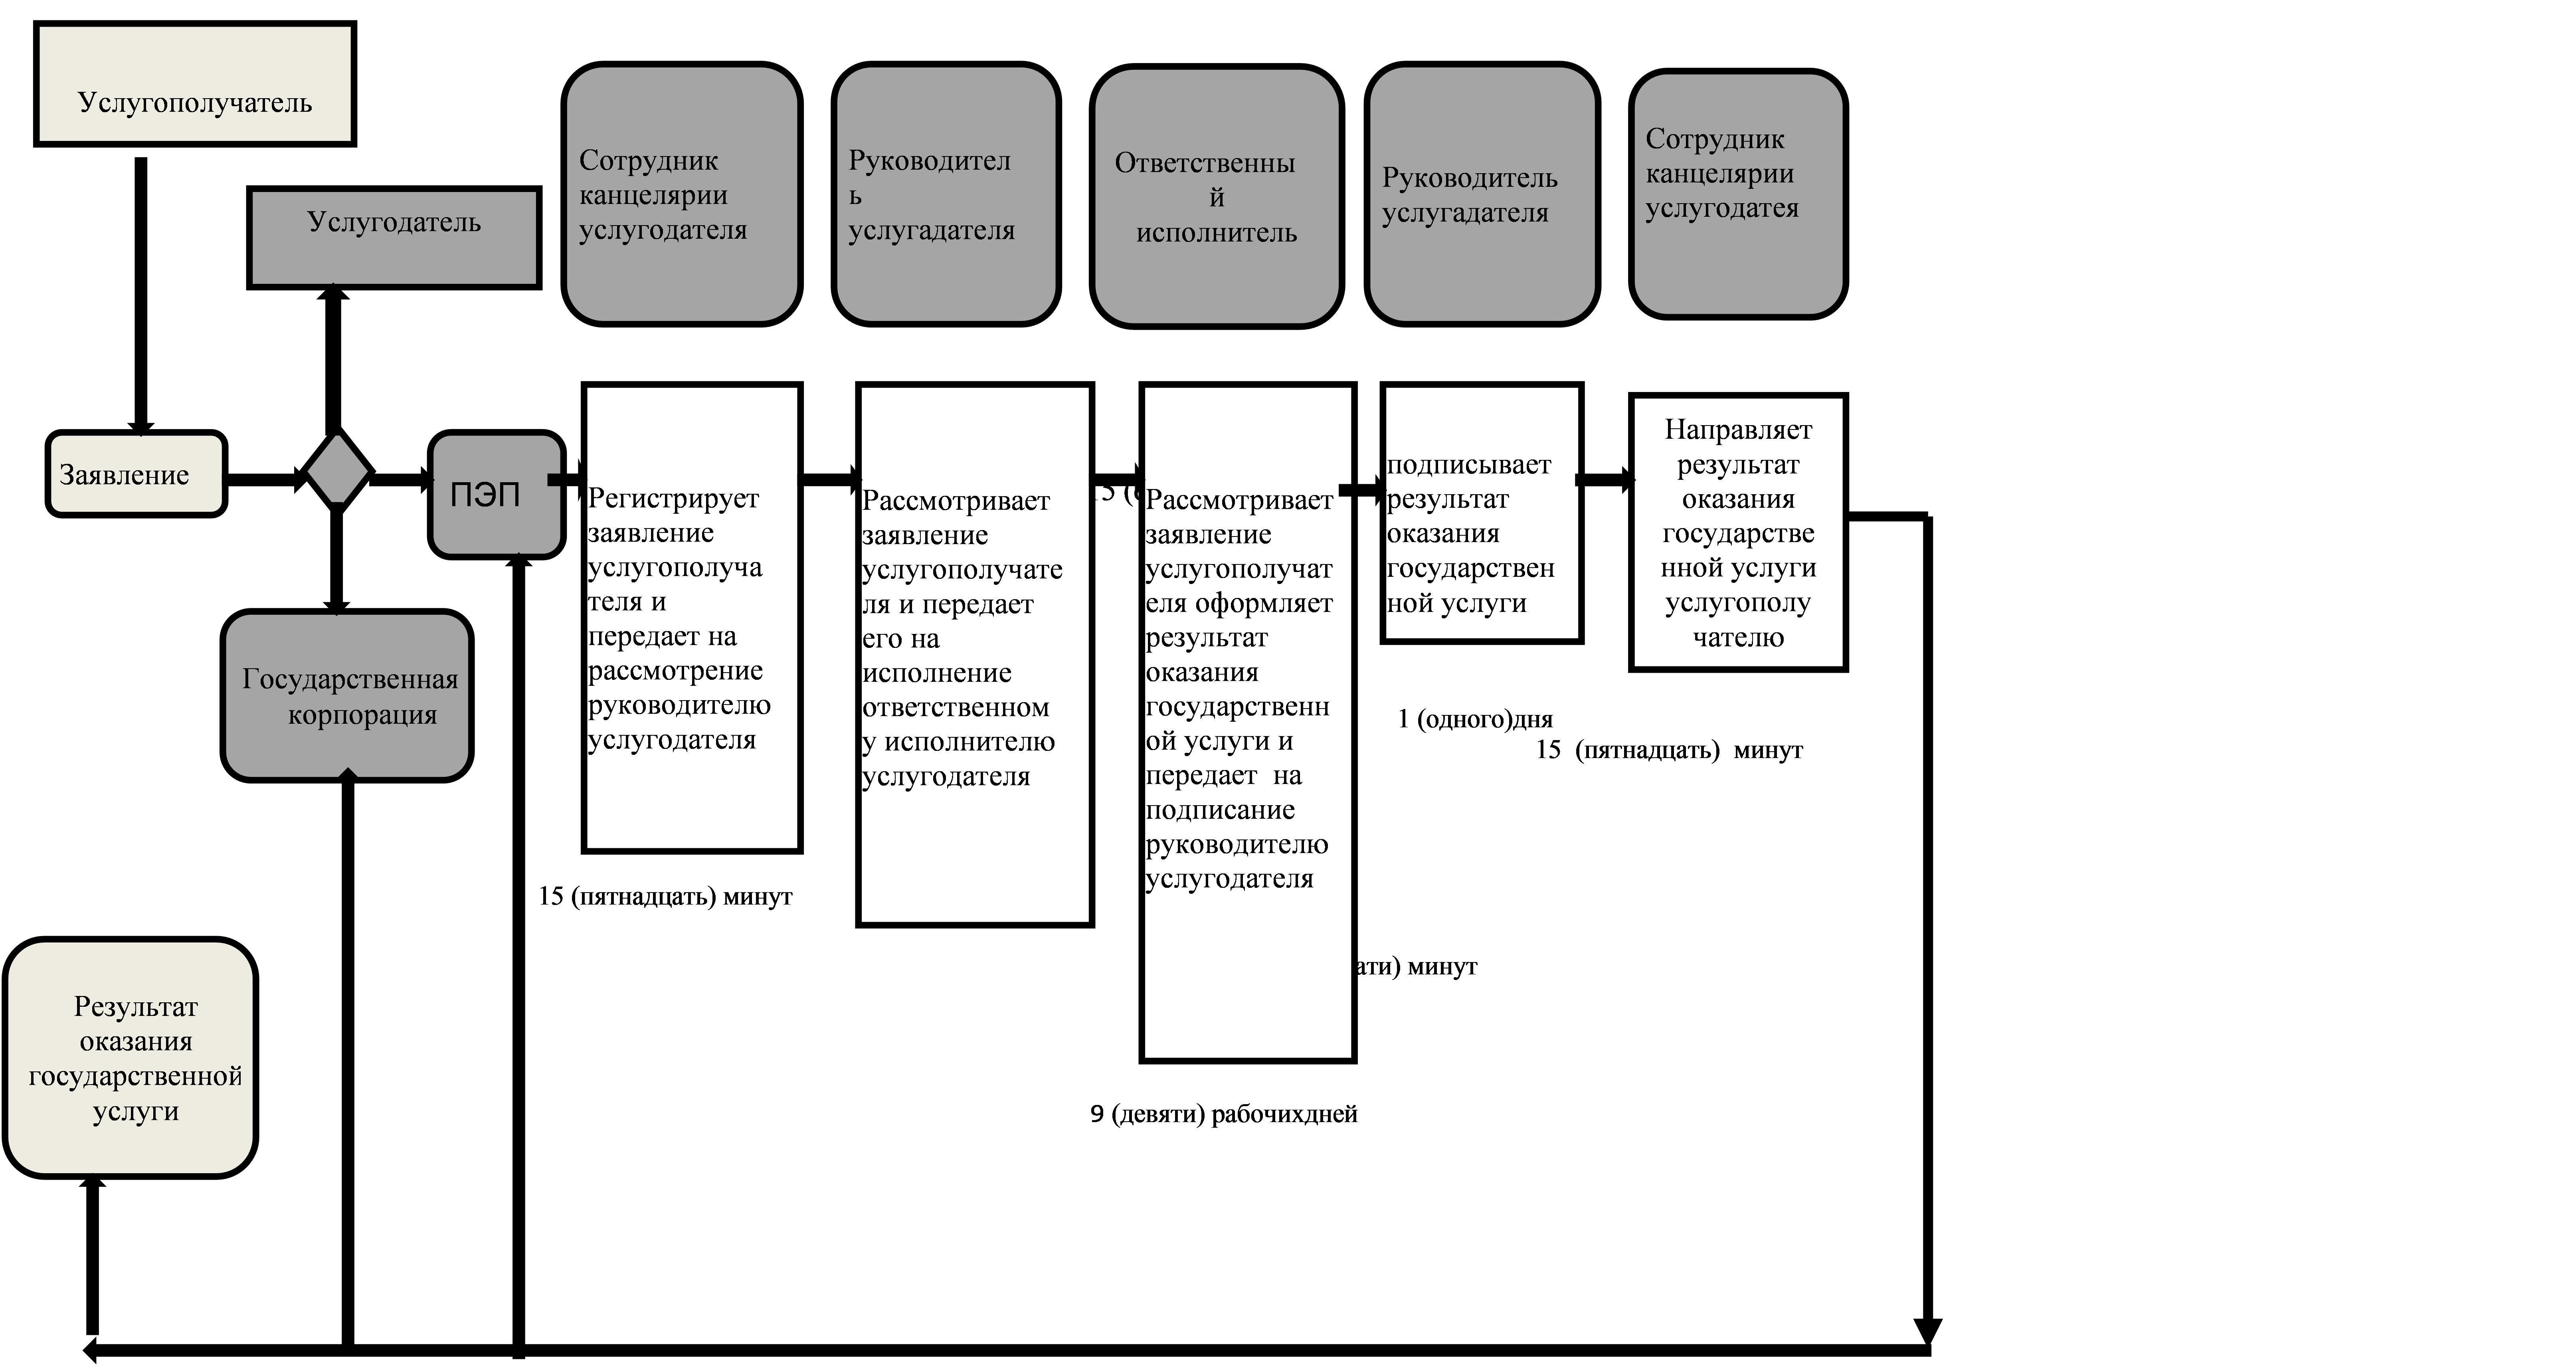 Услугополучатель
Услугодатель
Сотрудник
канцелярии
услугодателя
Руководител
ь
услугадателя
Ответственны
й
исполнитель
Руководитель
услугадателя
Сотрудник
канцелярии
услугодатея
Заявление
ПЭП
Государственная
корпорация
Регистрирует
заявление
услугополуча
теля и
передает на
рассмотрение
руководителю
услугодателя
15 (пятнадцать) минут
Рассматривает
заявление
услугополучате
ля и передает
его на
исполнение
ответственном
у исполнителю
услугодателя
Рассматривает
заявление
услугополучат
еля оформляет
результат
оказания
государственн
ой услуги и
передает  на
подписание
руководителю
услугодателя
ати) минут
9 (девяти) рабочихдней
подписывает
результат
оказания
государствен
ной услуги
1 (одного)дня
Направляет
результат
оказания
государстве
нной услуги
услугополу
чателю
15  (пятнадцать)  минут
Результат
оказания
государственной
услуги